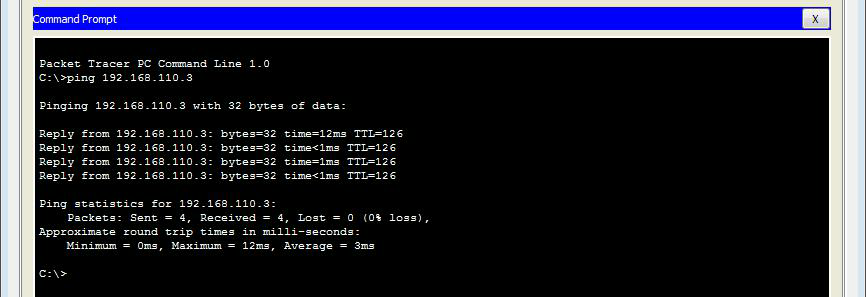 Command Prompt
X
Packet Tracer PC Command Line 1.0
C:\>ping 192.168.110.3
Pinging 192.168.110.3 with 32 bytes of data:
Reply from 192.168.110.3: bytes=32 time=12ms TTL=126
Reply from 192.168.110.3: bytes=32 time<1ms TTL=126
Reply from 192.168.110.3: bytes=32 time=1ms TTL=126
Reply from 192.168.110.3: bytes=32 time<1ms TTL=126
Ping statistics for 192.168.110.3:
Packets: Sent = 4, Received = 4, Lost = 0 (0% loss),
Approximate round trip times in milli-seconds:
Minimum = 0ms, Maximum = 12ms, Average = 3ms
C:\>